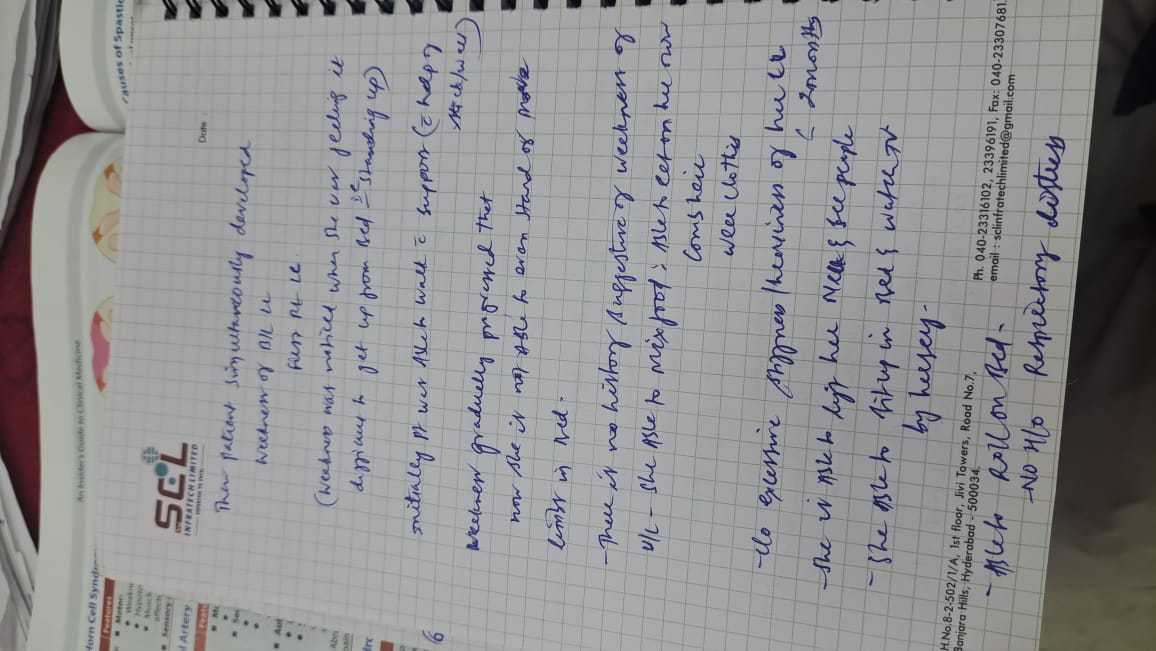 An Insider's Guide to Clinical Medicine
Causes of Spastic
Horn Cell Syndro
Features
Motor:
Sensory
Artery
SCL
INFRATECH LIMITED
Date
Then patient simultaneously developed
weakness of B/L LL
First Rt LL.
(weakness was noticed when she was feeling it
difficult to get up from Bed standing up)
initially pt was Able to walk c̄ support (c̄ help of
stick/wall)
weakness gradually progressed that
now she is not Able to even stand or move
limbs in Bed.
- There is no history suggestive of weakness of
U/L - she Able to mix food; Able to eat on her own
Comb hair
wear clothes
- C/o excessive stiffness/heaviness of her LL
2 months
- She is Able to lift her Neck & see people
- She Able to sitting in Bed & watch TV
by herself.
- Able to Roll on Bed.
- No H/o Respiratory distress
H.No.8-2-502/1/A, 1st floor, Jivi Towers, Road No.7,
Banjara Hills, Hyderabad - 500034.
Ph. 040-23316102, 23396191, Fax: 040-23307681
email : sclinfratechlimited@gmail.com
6